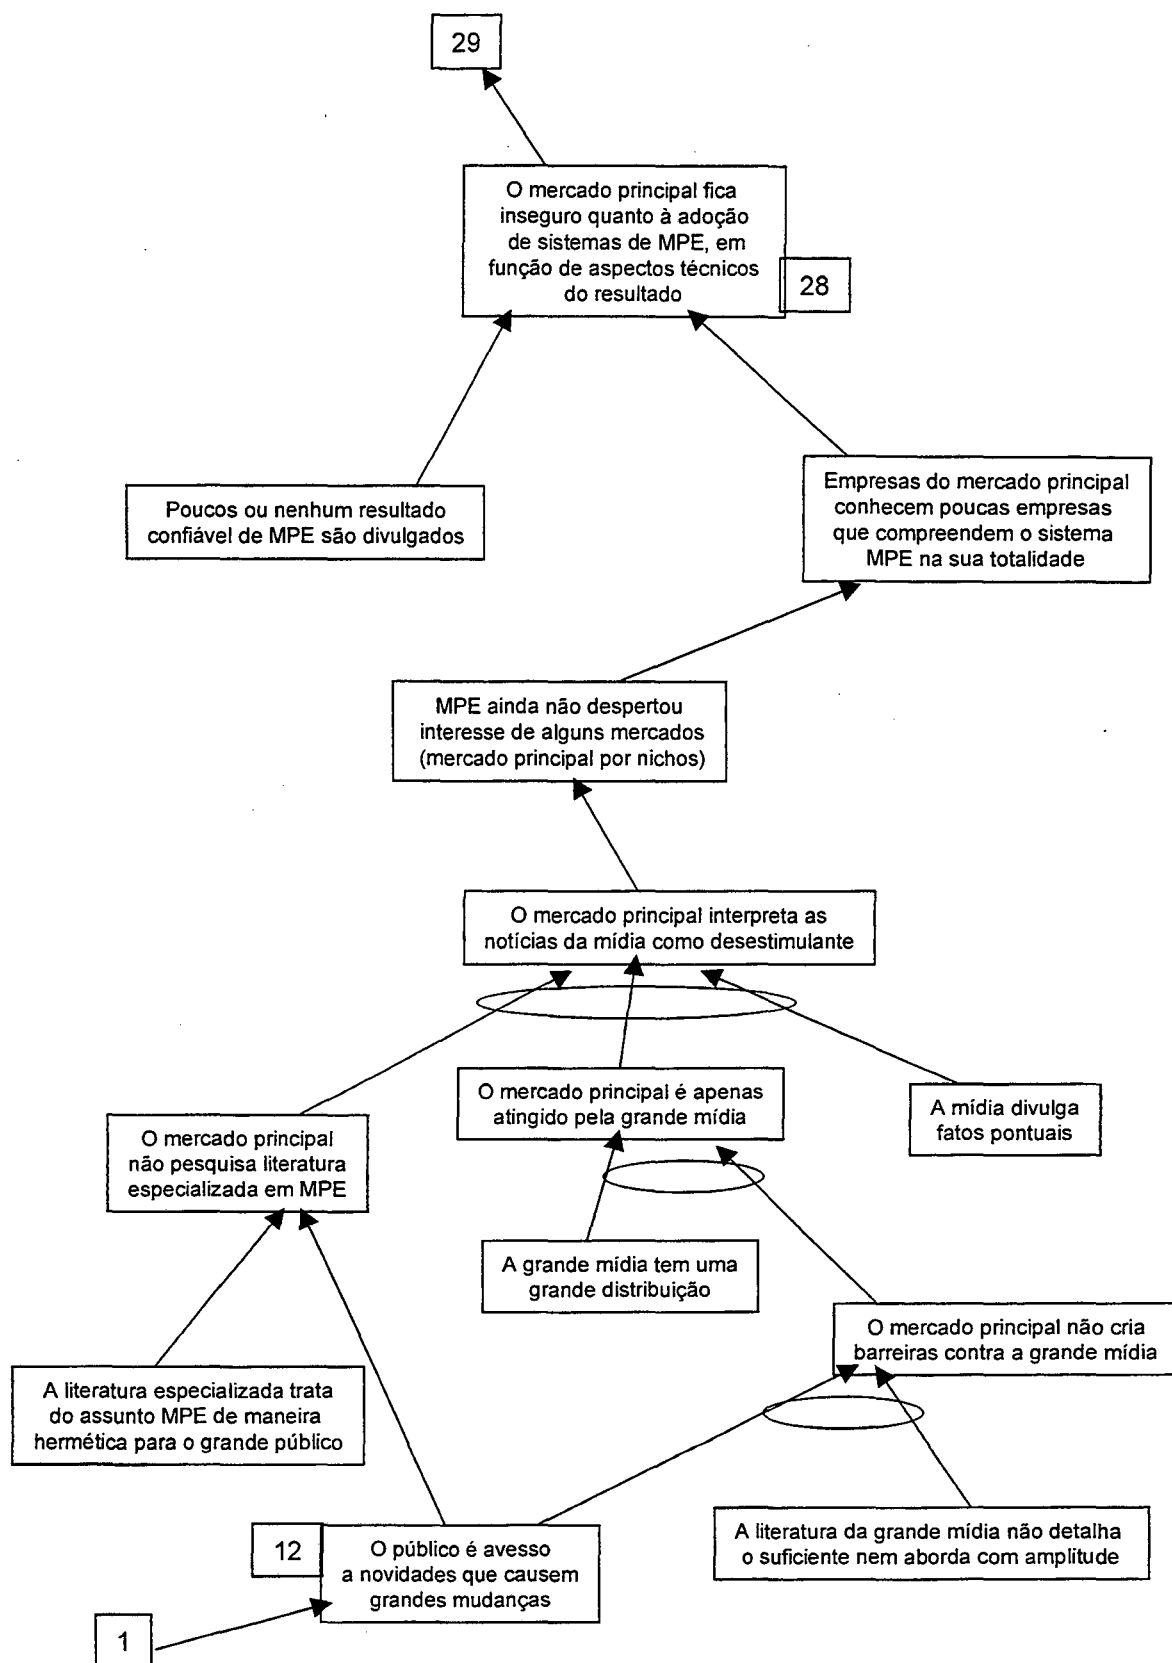 29
O mercado principal fica
inseguro quanto à adoção
de sistemas de MPE, em
função de aspectos técnicos
do resultado
28
Poucos ou nenhum resultado
confiável de MPE são divulgados
Empresas do mercado principal
conhecem poucas empresas
que compreendem o sistema
MPE na sua totalidade
MPE ainda não despertou
interesse de alguns mercados
(mercado principal por nichos)
O mercado principal interpreta as
notícias da mídia como desestimulante
O mercado principal é apenas
atingido pela grande mídia
A mídia divulga
fatos pontuais
O mercado principal
não pesquisa literatura
especializada em MPE
A grande mídia tem uma
grande distribuição
O mercado principal não cria
barreiras contra a grande mídia
A literatura especializada trata
do assunto MPE de maneira
hermética para o grande público
A literatura da grande mídia não detalha
o suficiente nem aborda com amplitude
12
O público é avesso
a novidades que causem
grandes mudanças
1